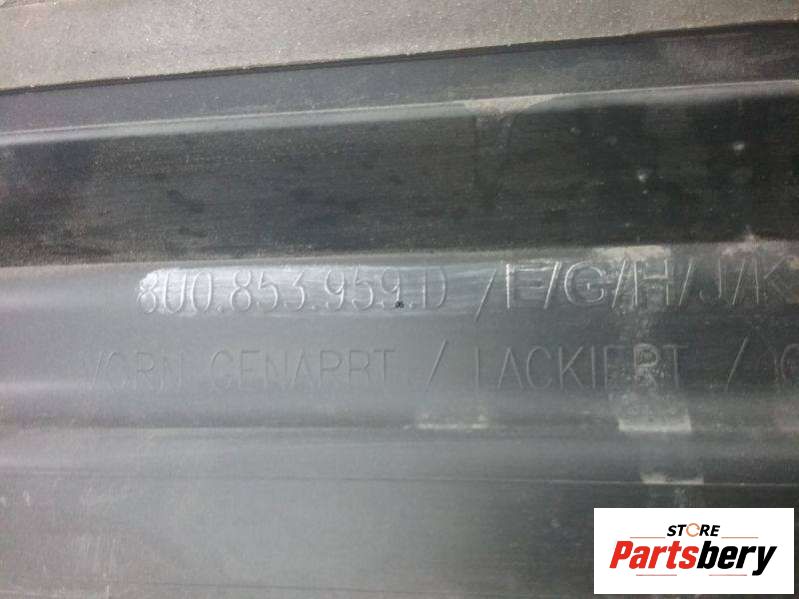 8U0.853.959.D /E/G/H/J/K
VORN GENARBT / LACKIERT /
STORE
Partsbery